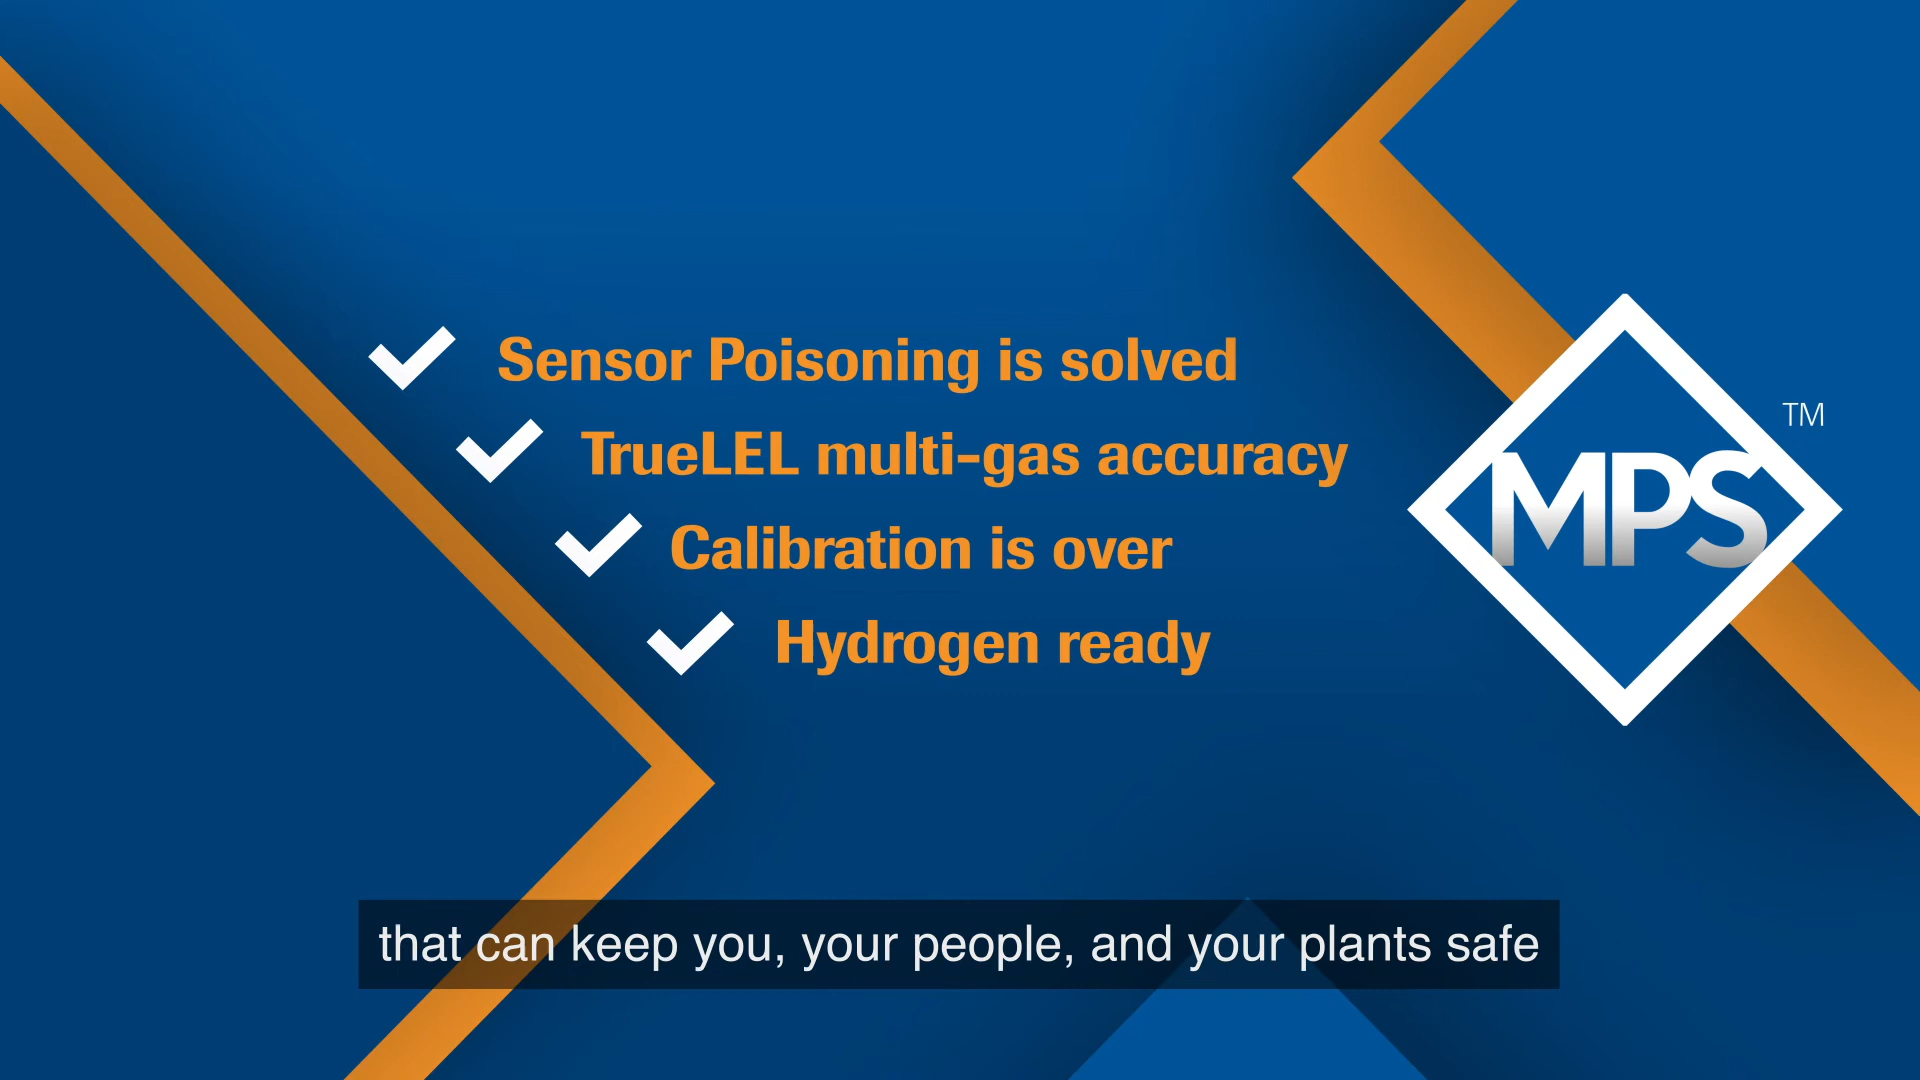 Sensor Poisoning is solved
TrueLEL multi-gas accuracy
Calibration is over
Hydrogen ready
MPS
TM
that can keep you, your people, and your plants safe